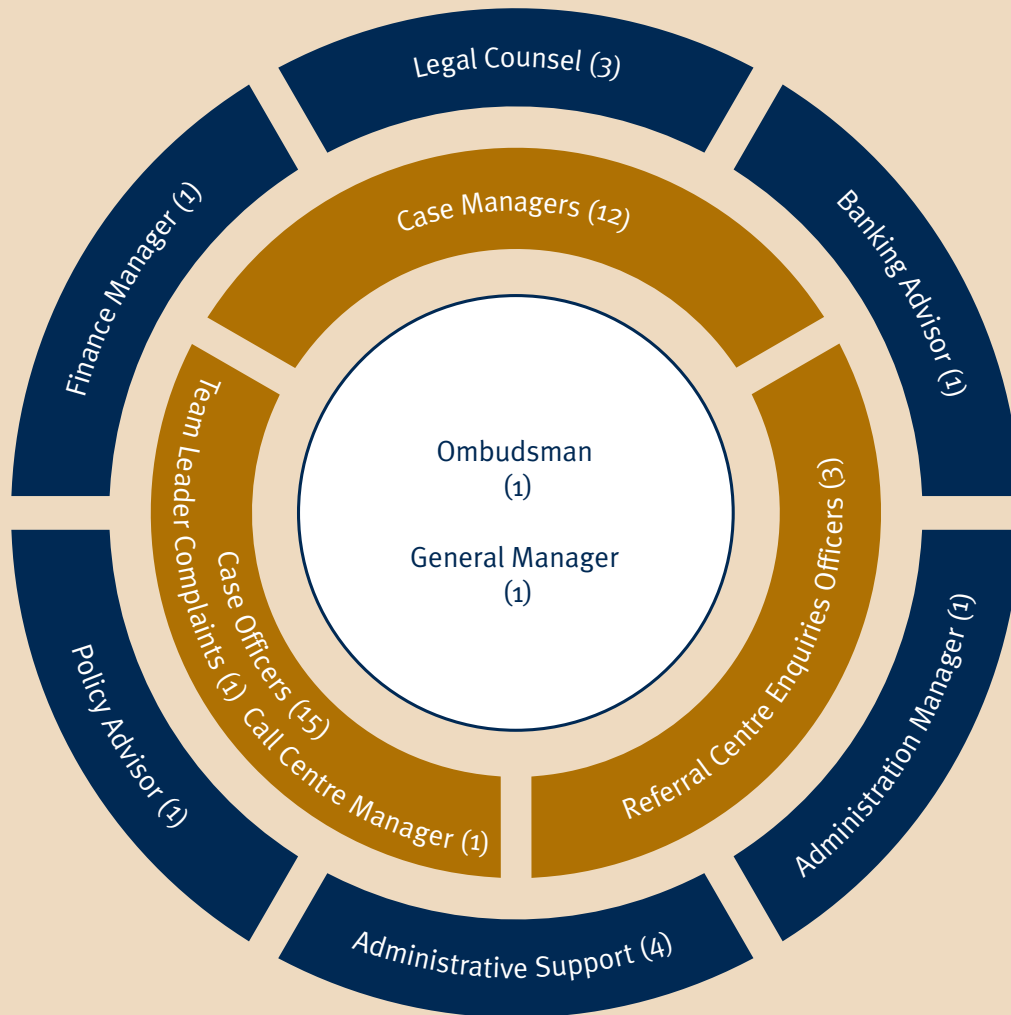 Legal Counsel (3)
Finance Manager (1)
Banking Advisor (1)
Case Managers (12)
Ombudsman
(1)
General Manager
(1)
Team Leader Complaints (1) Call Centre Manager (1)
Case Officers (15)
Referral Centre Enquiries Officers (3)
Policy Advisor (1)
Administration Manager (1)
Administrative Support (4)